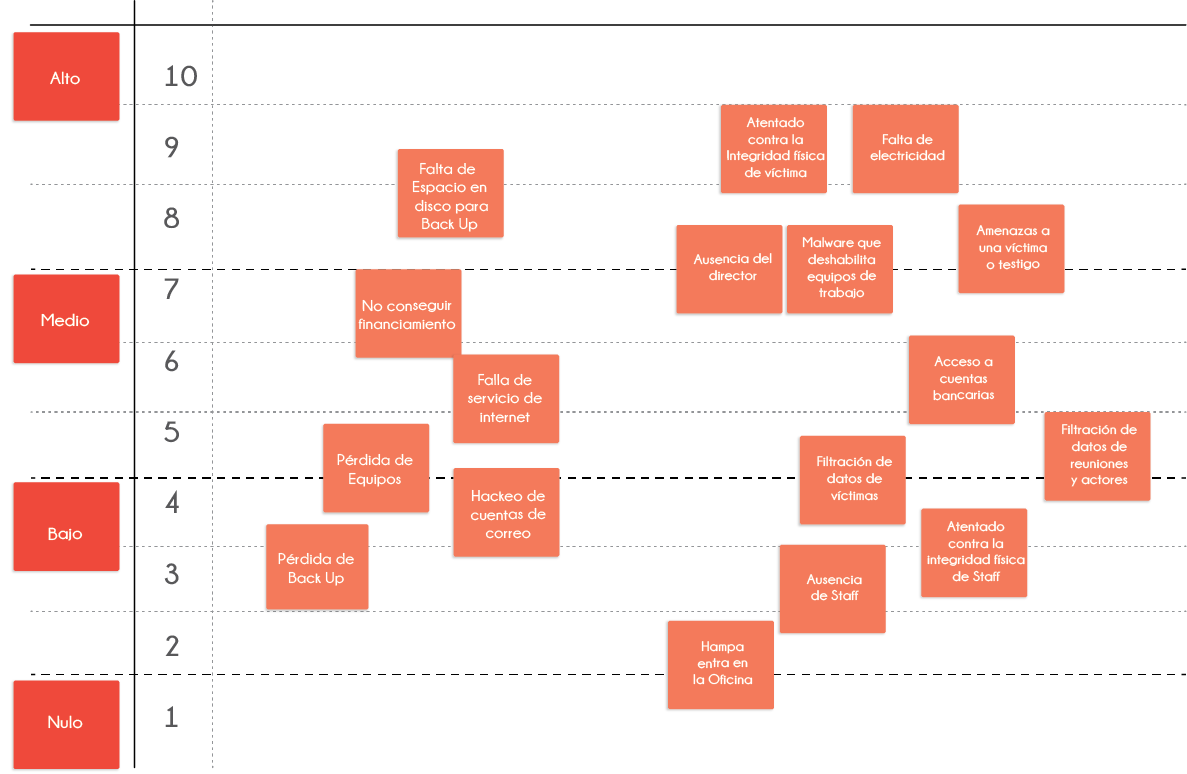 Alto
10
9
8
Medio
7
6
5
Bajo
4
3
2
Nulo
1
Atentado
contra la
Integridad física
de víctima
Falta de
electricidad
Falta de
Espacio en
disco para
Back Up
Amenazas a
una víctima
o testigo
Ausencia del
director
Malware que
deshabilita
equipos de
trabajo
No conseguir
financiamiento
Acceso a
cuentas
bancarias
Falla de
servicio de
internet
Filtración de
datos de
reuniones
y actores
Pérdida de
Equipos
Filtración de
datos de
víctimas
Hackeo de
cuentas de
correo
Atentado
contra la
integridad física
de Staff
Pérdida de
Back Up
Ausencia
de Staff
Hampa
entra en
la Oficina